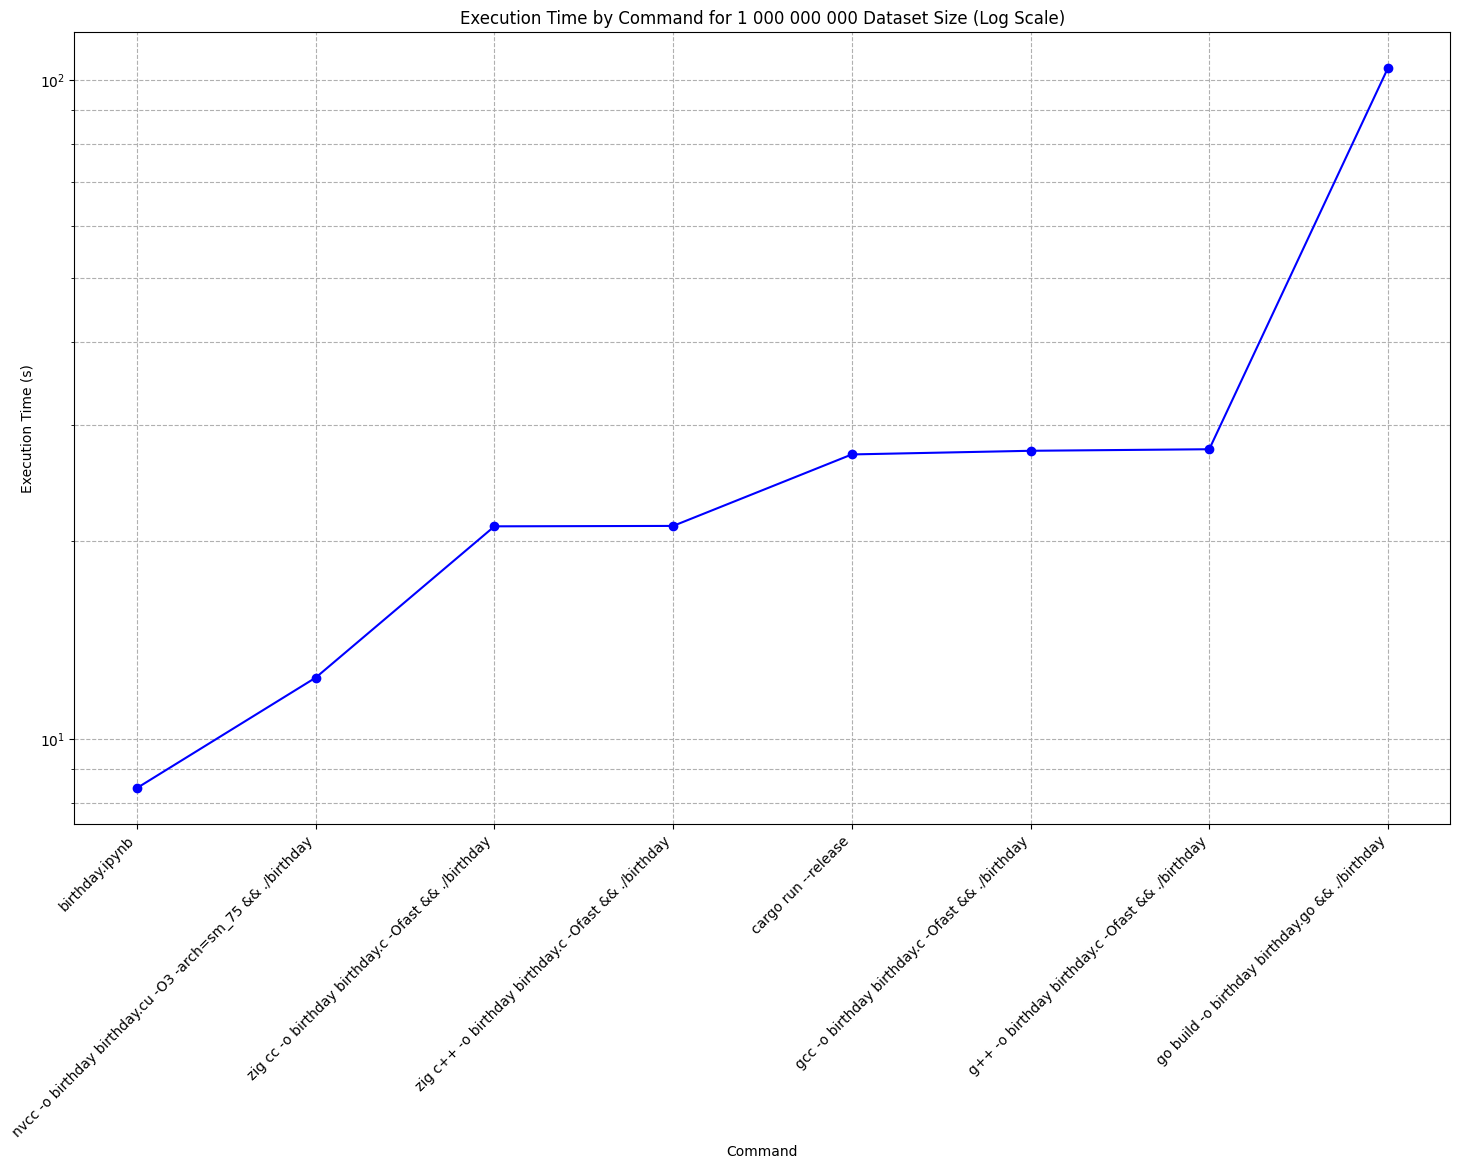 Execution Time by Command for 1 000 000 000 Dataset Size (Log Scale)
10²
10¹
Execution Time (s)
birthday.ipynb
nvcc -o birthday birthday.cu -O3 -arch=sm_75 && ./birthday
zig cc -o birthday birthday.c -Ofast && ./birthday
zig c++ -o birthday birthday.c -Ofast && ./birthday
cargo run --release
gcc -o birthday birthday.c -Ofast && ./birthday
g++ -o birthday birthday.c -Ofast && ./birthday
go build -o birthday birthday.go && ./birthday
Command